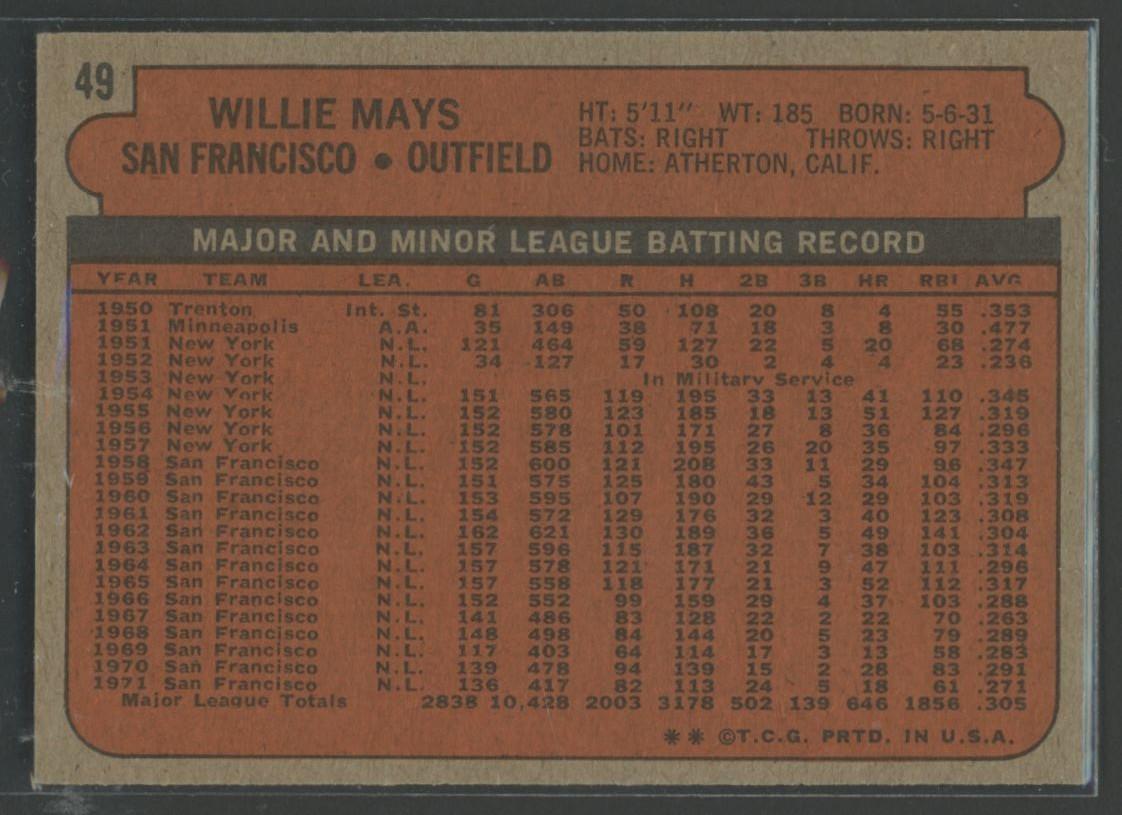 49
WILLIE MAYS
SAN FRANCISCO • OUTFIELD
HT: 5'11" WT: 185 BORN: 5-6-31
BATS: RIGHT THROWS: RIGHT
HOME: ATHERTON, CALIF.
MAJOR AND MINOR LEAGUE BATTING RECORD
YEAR TEAM LEA. G AB R H 2B 3B HR RBI AVG
1950 Trenton Int. St. 81 306 50 108 20 8 4 55 .353
1951 Minneapolis A.A. 35 149 38 71 18 3 8 30 .477
1951 New York N.L. 121 464 59 127 22 5 20 68 .274
1952 New York N.L. 34 127 17 30 2 4 4 23 .236
1953 New York N.L. In Military Service
1954 New York N.L. 151 565 119 195 33 13 41 110 .345
1955 New York N.L. 152 580 123 185 18 13 51 127 .319
1956 New York N.L. 152 578 101 171 27 8 36 84 .296
1957 New York N.L. 152 585 112 195 26 20 35 97 .333
1958 San Francisco N.L. 152 600 121 208 33 11 29 96 .347
1959 San Francisco N.L. 151 575 125 180 43 5 34 104 .313
1960 San Francisco N.L. 153 595 107 190 29 12 29 103 .319
1961 San Francisco N.L. 154 572 129 176 32 3 40 123 .308
1962 San Francisco N.L. 162 621 130 189 36 5 49 141 .304
1963 San Francisco N.L. 157 596 115 187 32 7 38 103 .314
1964 San Francisco N.L. 157 578 121 171 21 9 47 111 .296
1965 San Francisco N.L. 157 558 118 177 21 3 52 112 .317
1966 San Francisco N.L. 152 552 99 159 29 4 37 103 .288
1967 San Francisco N.L. 141 486 83 128 22 2 22 70 .263
1968 San Francisco N.L. 148 498 84 144 20 5 23 79 .289
1969 San Francisco N.L. 117 403 64 114 17 3 13 58 .283
1970 San Francisco N.L. 139 478 94 139 15 2 28 83 .291
1971 San Francisco N.L. 136 417 82 113 24 5 18 61 .271
Major League Totals 2838 10,428 2003 3178 502 139 646 1856 .305
** ©T.C.G. PRTD. IN U.S.A.